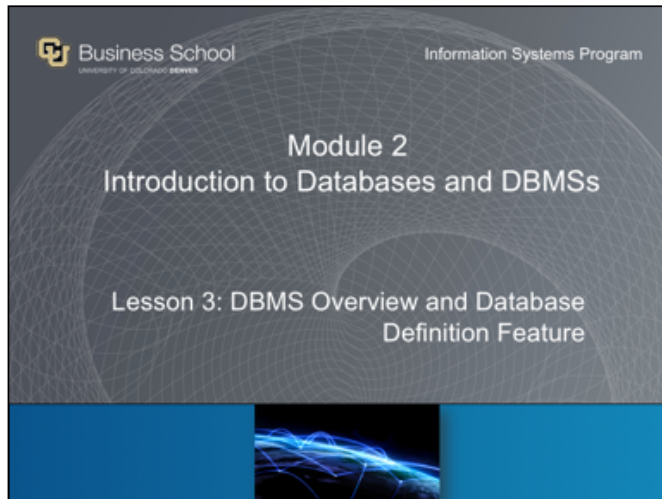 Business School
UNIVERSITY OF COLORADO DENVER
Information Systems Program
Module 2
Introduction to Databases and DBMSs
Lesson 3: DBMS Overview and Database
Definition Feature